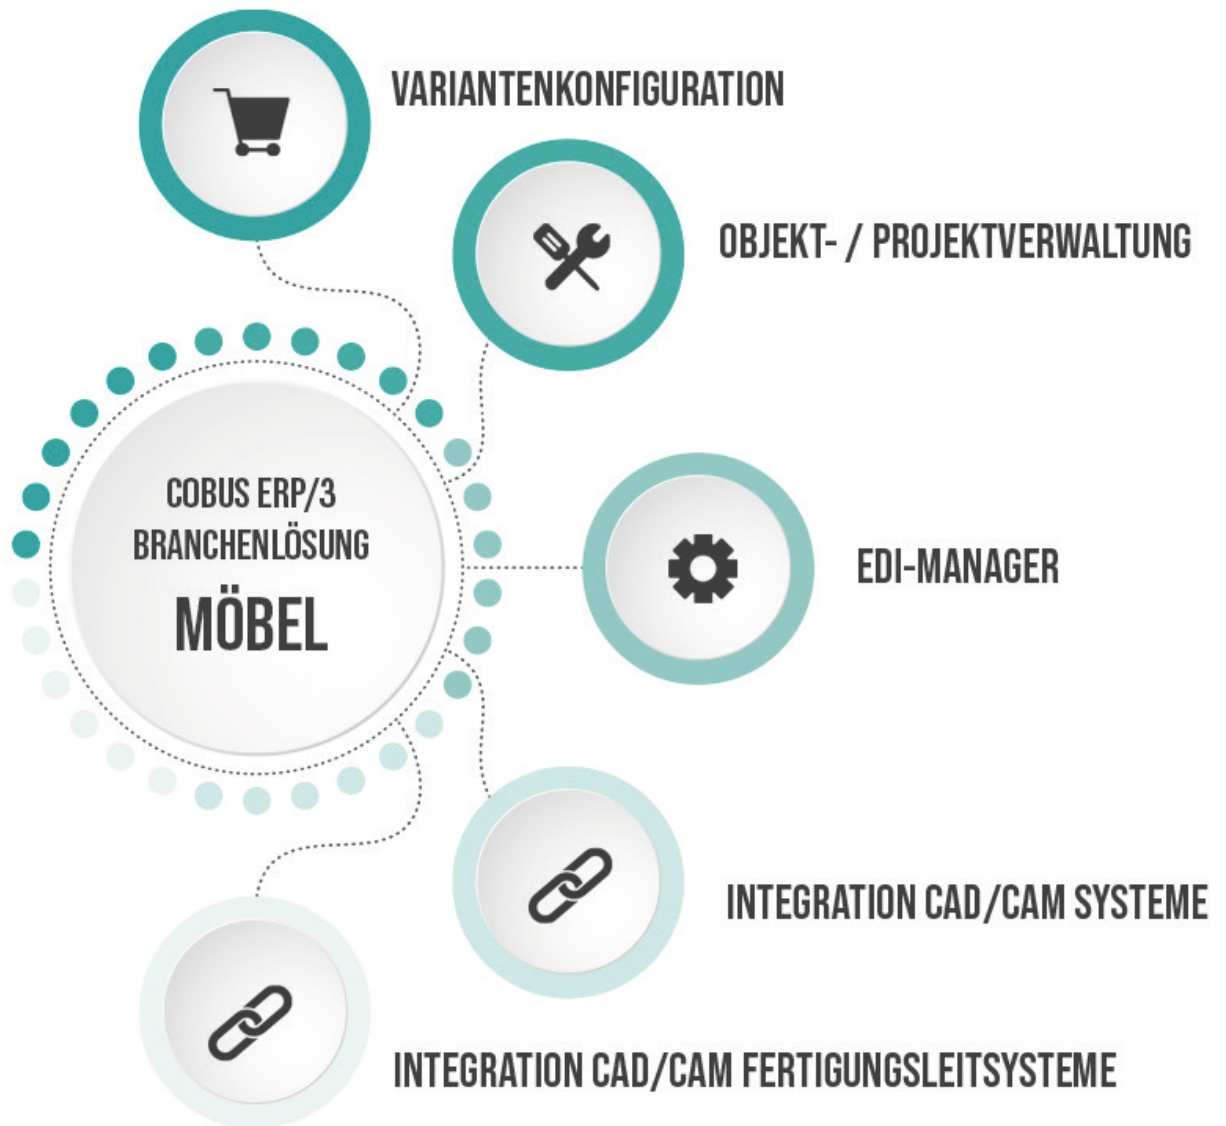 VARIANTENKONFIGURATION
OBJEKT- / PROJEKTVERWALTUNG
COBUS ERP/3
BRANCHENLÖSUNG
MÖBEL
EDI-MANAGER
INTEGRATION CAD/CAM SYSTEME
INTEGRATION CAD/CAM FERTIGUNGSLEITSYSTEME